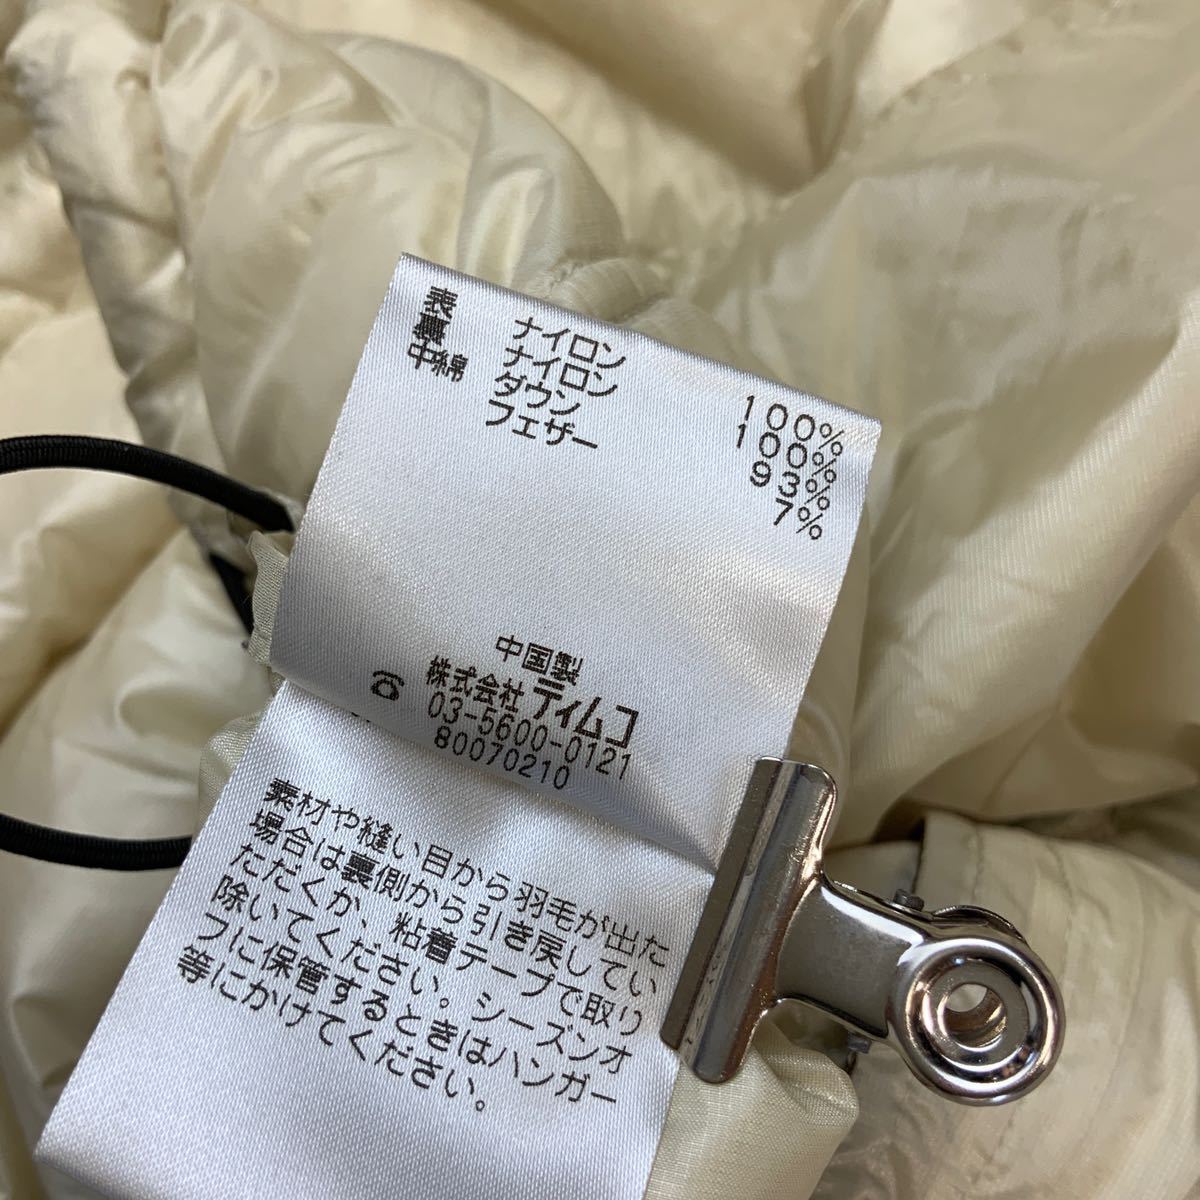 表 ナイロン 100%
裏 ナイロン 100%
中綿 ダウン 93%
フェザー 7%
中国製
株式会社 ティムコ
☎ 03-5600-0121
80070210
素材や縫い目から羽毛が出た
場合は裏側から引き戻してい
ただくか、粘着テープで取り
除いてください。シーズンオ
フに保管するときはハンガー
等にかけてください。